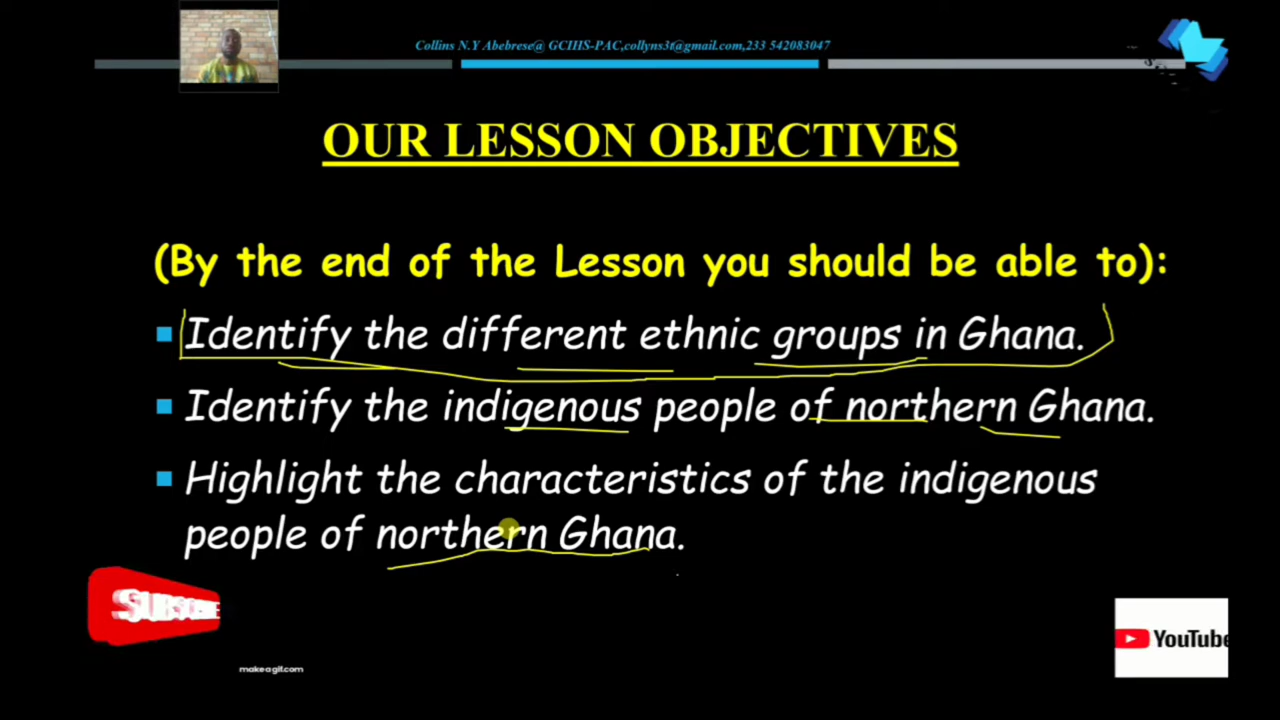 Collins N.Y Abebrese@ GCIIIS-PAC,collyns3t@gmail.com,233 542083047
OUR LESSON OBJECTIVES
(By the end of the Lesson you should be able to):
Identify the different ethnic groups in Ghana.
Identify the indigenous people of northern Ghana.
Highlight the characteristics of the indigenous
people of northern Ghana.
makeagif.com
YouTube